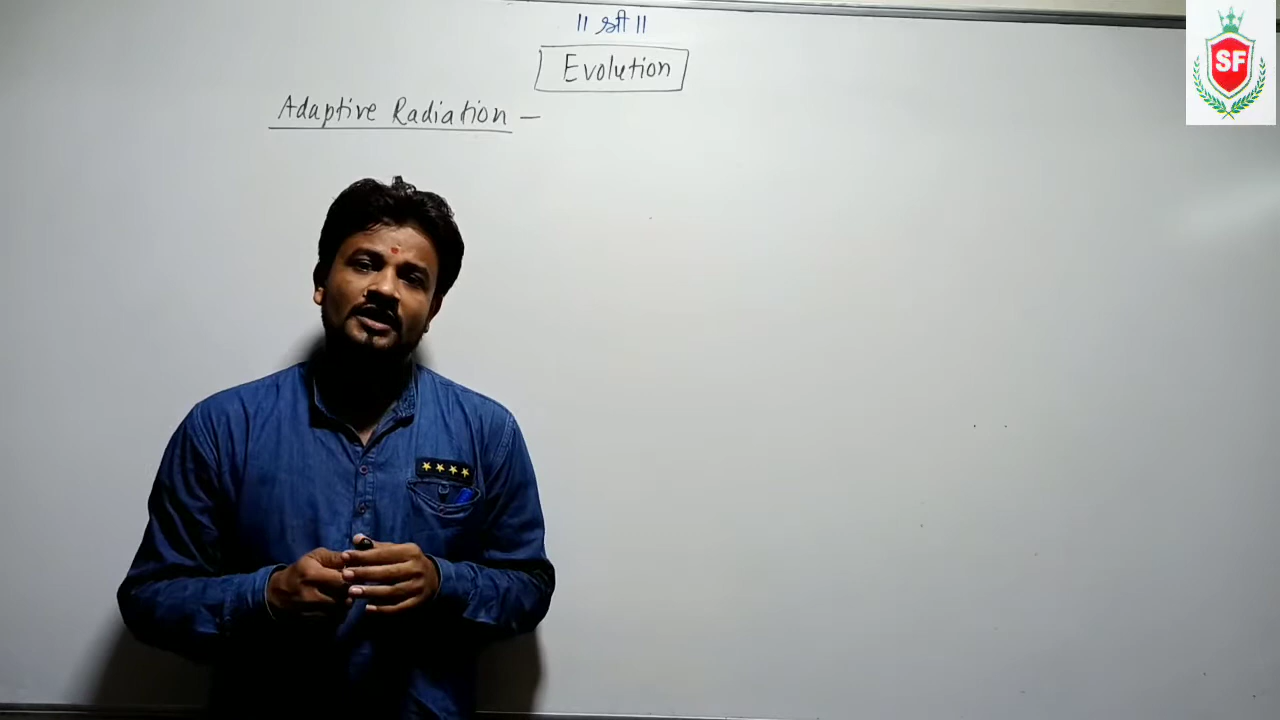 ॥ श्री ॥
Evolution
Adaptive Radiation –
SF